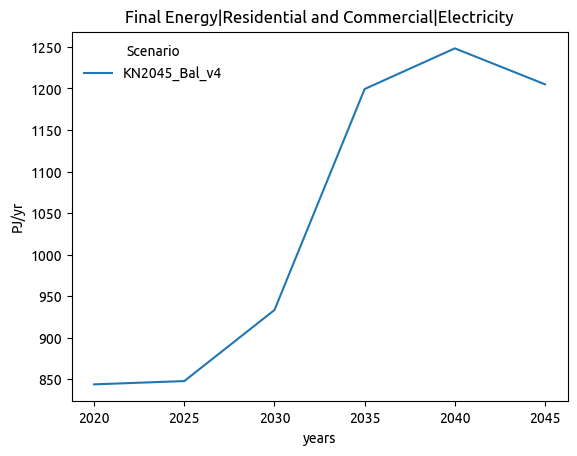 Final Energy|Residential and Commercial|Electricity
Scenario
KN2045_Bal_v4
1250
1200
1150
1100
1050
1000
950
900
850
PJ/yr
2020 2025 2030 2035 2040 2045
years